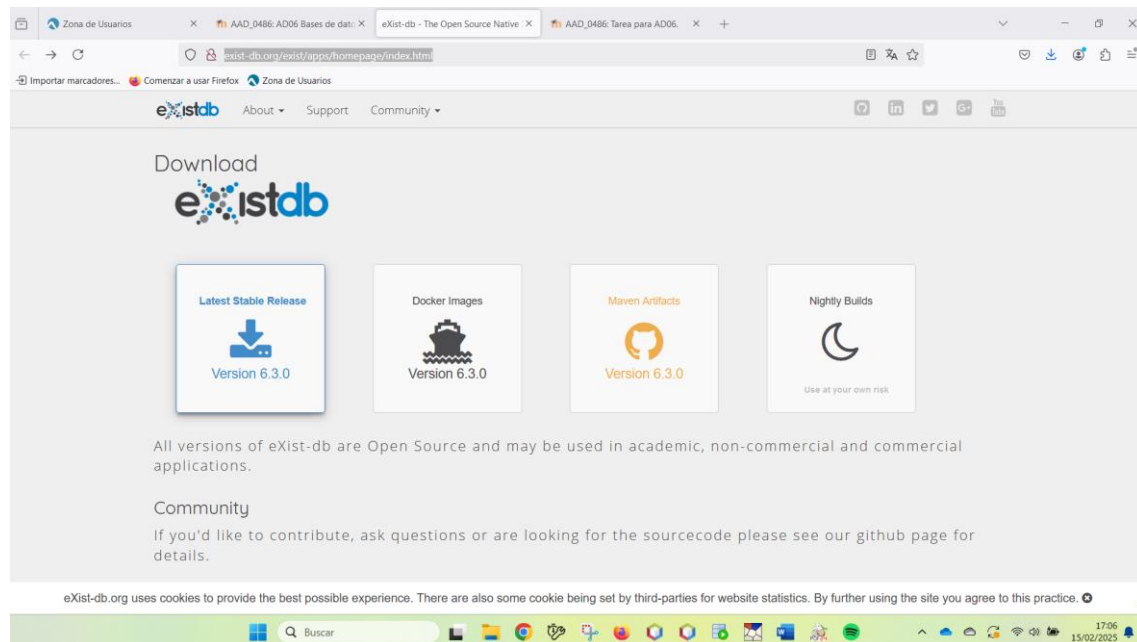 Zona de Usuarios
AAD_0486: AD06 Bases de dato
eXist-db - The Open Source Native
AAD_0486: Tarea para AD06.
exist-db.org/exist/apps/homepage/index.html
Importar marcadores...
Comenzar a usar Firefox
Zona de Usuarios
eXistdb
About
Support
Community
in
G+
You
Tube
Download
eXistdb
Latest Stable Release
Version 6.3.0
Docker Images
Version 6.3.0
Maven Artifacts
Version 6.3.0
Nightly Builds
Use at your own risk
All versions of eXist-db are Open Source and may be used in academic, non-commercial and commercial
applications.
Community
If you'd like to contribute, ask questions or are looking for the sourcecode please see our github page for
details.
eXist-db.org uses cookies to provide the best possible experience. There are also some cookie being set by third-parties for website statistics. By further using the site you agree to this practice.
Buscar
17:06
15/02/2025